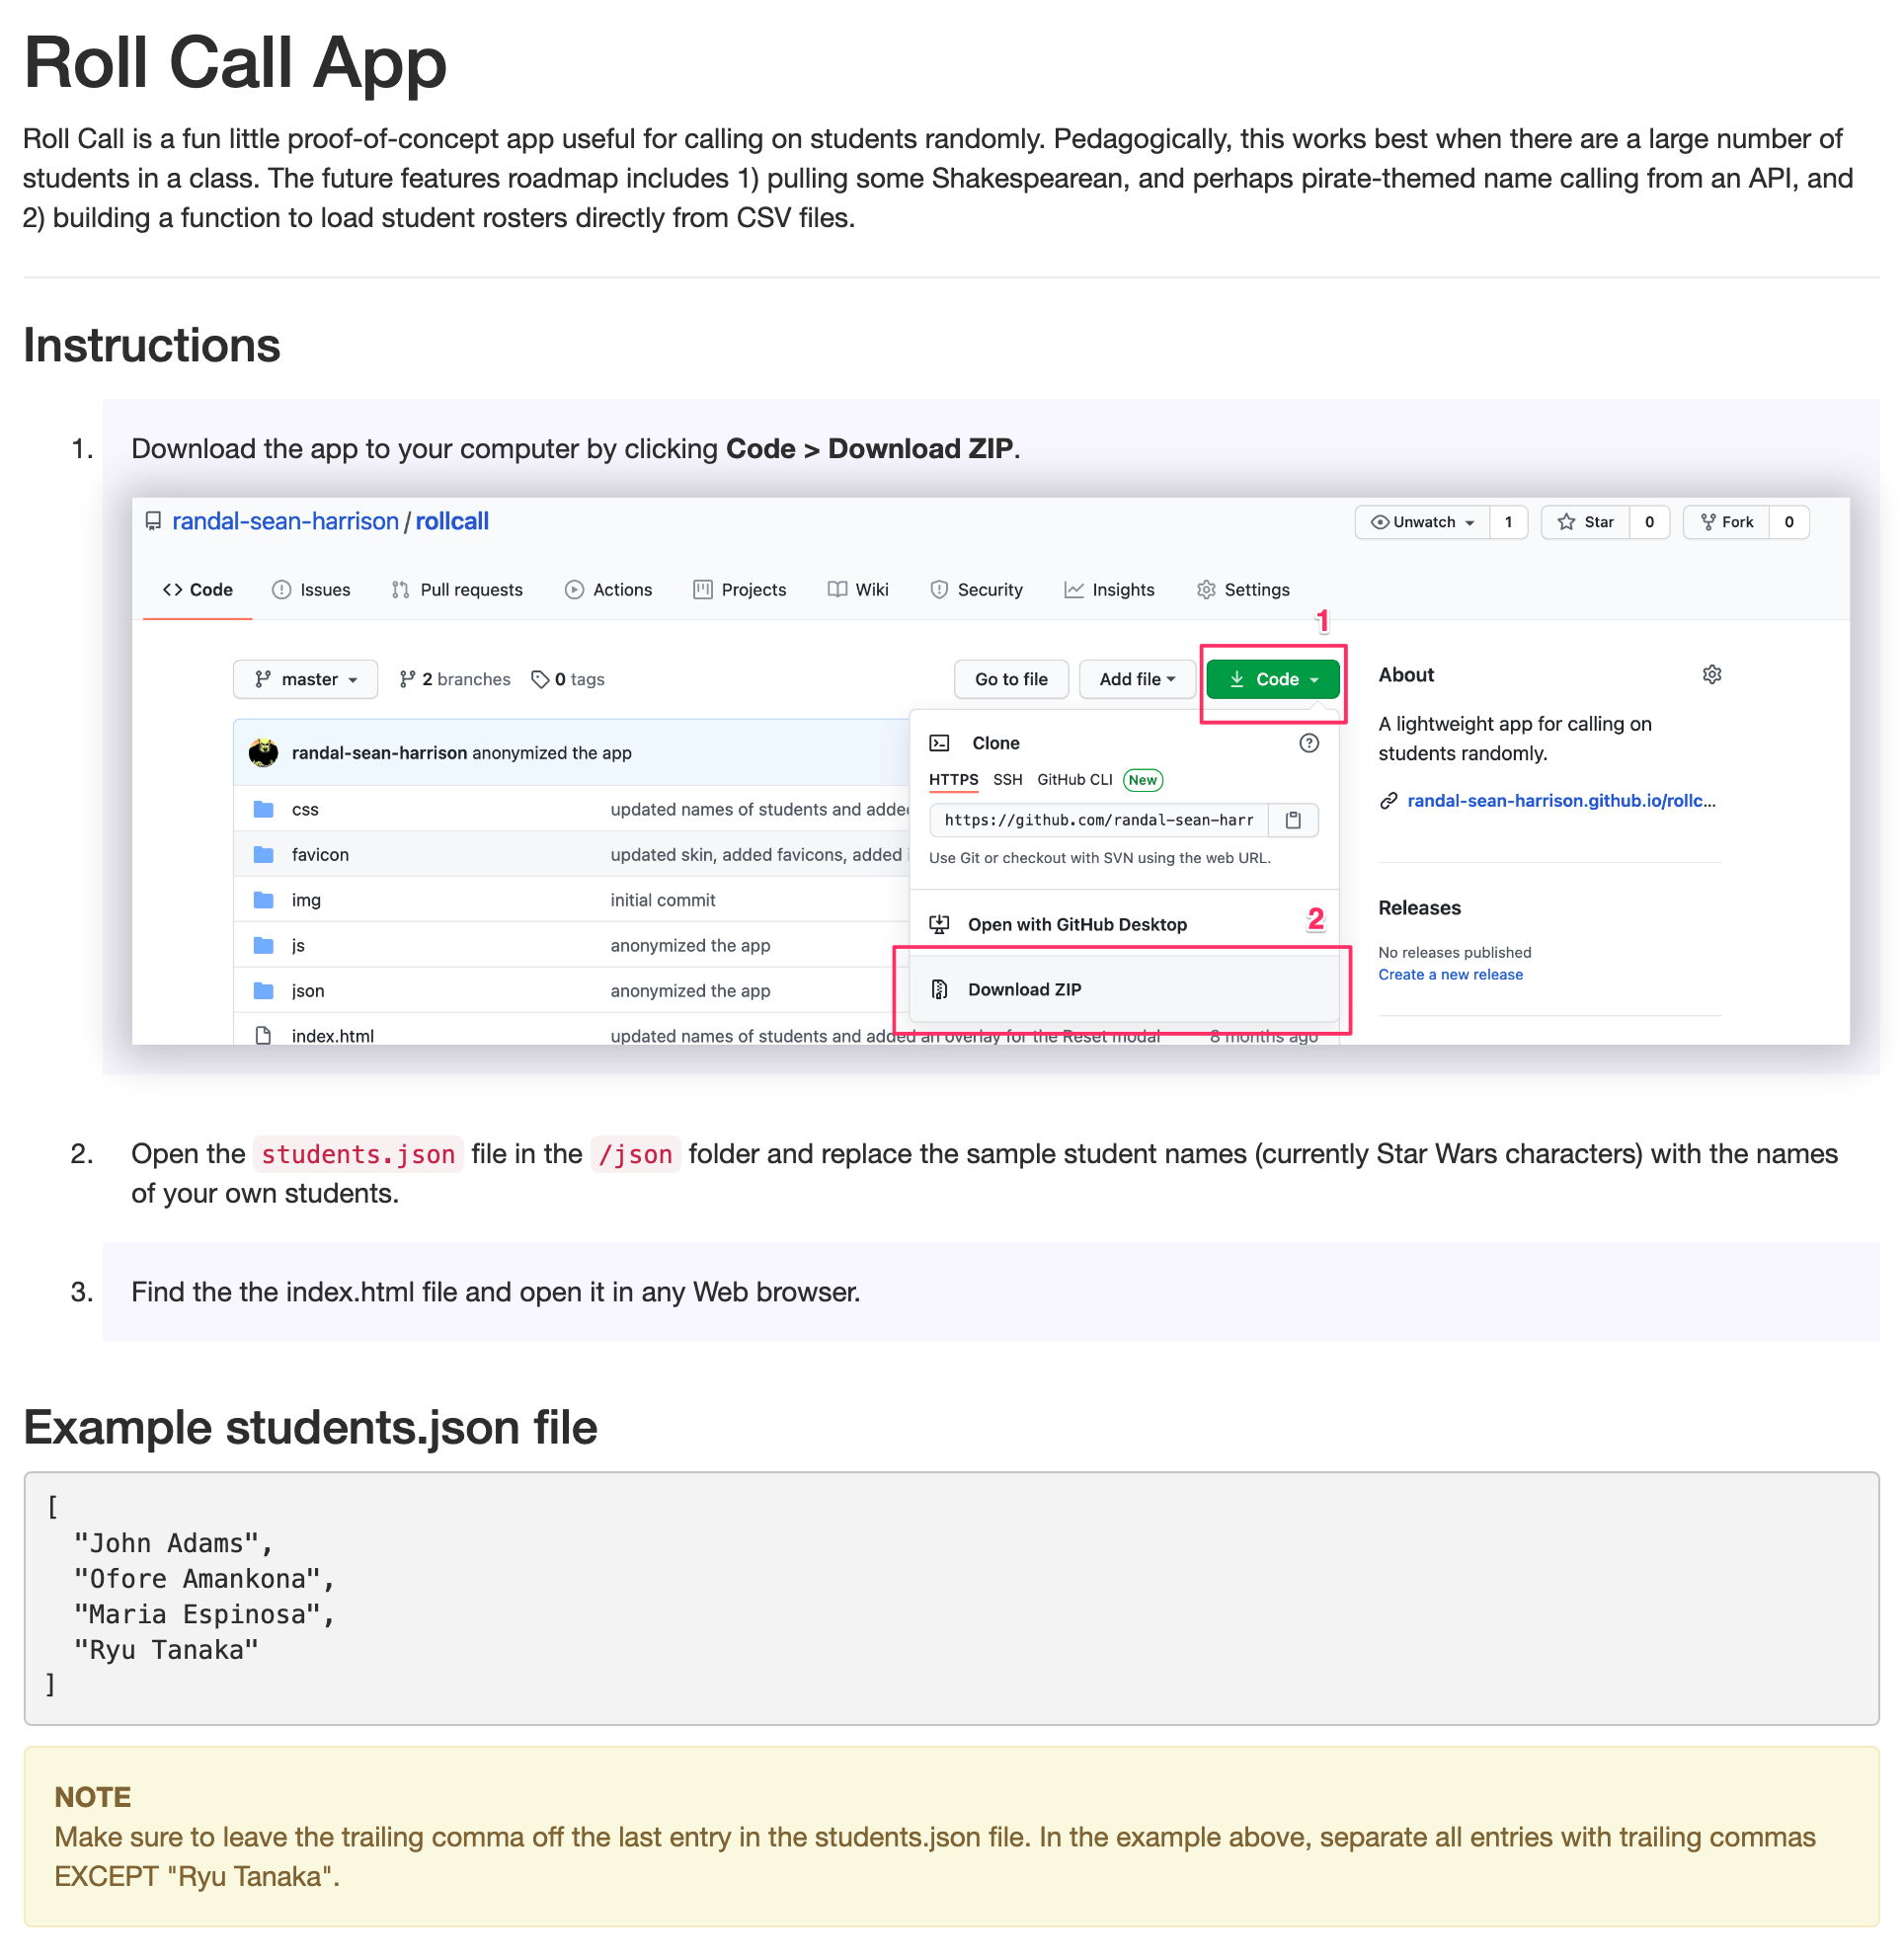 Roll Call App
Roll Call is a fun little proof-of-concept app useful for calling on students randomly. Pedagogically, this works best when there are a large number of
students in a class. The future features roadmap includes 1) pulling some Shakespearean, and perhaps pirate-themed name calling from an API, and
2) building a function to load student rosters directly from CSV files.
Instructions
1. Download the app to your computer by clicking Code > Download ZIP.
randal-sean-harrison / rollcall
Unwatch 1 Star 0 Fork 0
Code Issues Pull requests Actions Projects Wiki Security Insights Settings
1
master 2 branches 0 tags Go to file Add file Code
About
A lightweight app for calling on
students randomly.
randal-sean-harrison.github.io/rollc...
Releases
No releases published
Create a new release
randal-sean-harrison anonymized the app
css updated names of students and added
favicon updated skin, added favicons, added
img initial commit
js anonymized the app
json anonymized the app
index.html updated names of students and added an overlay for the Reset modal 8 months ago
Clone
HTTPS SSH GitHub CLI New
https://github.com/randal-sean-harr
Use Git or checkout with SVN using the web URL.
Open with GitHub Desktop
2
Download ZIP
2. Open the students.json file in the /json folder and replace the sample student names (currently Star Wars characters) with the names
of your own students.
3. Find the the index.html file and open it in any Web browser.
Example students.json file
[
"John Adams",
"Ofore Amankona",
"Maria Espinosa",
"Ryu Tanaka"
]
NOTE
Make sure to leave the trailing comma off the last entry in the students.json file. In the example above, separate all entries with trailing commas
EXCEPT "Ryu Tanaka".